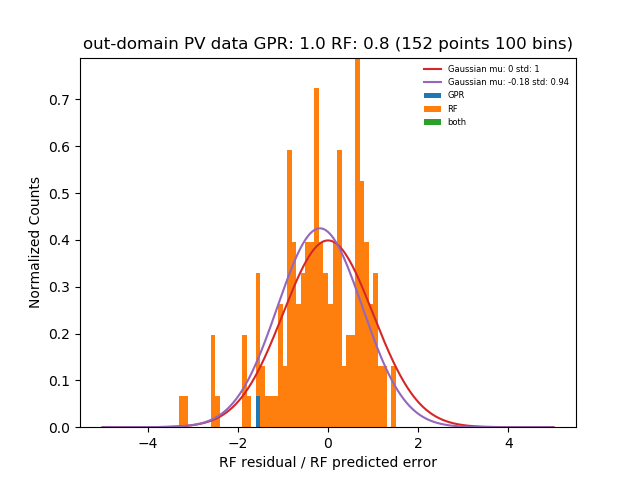 out-domain PV data GPR: 1.0 RF: 0.8 (152 points 100 bins)
Gaussian mu: 0 std: 1
Gaussian mu: -0.18 std: 0.94
GPR
RF
both
Normalized Counts
0.7
0.6
0.5
0.4
0.3
0.2
0.1
0.0
−4
−2
0
2
4
RF residual / RF predicted error